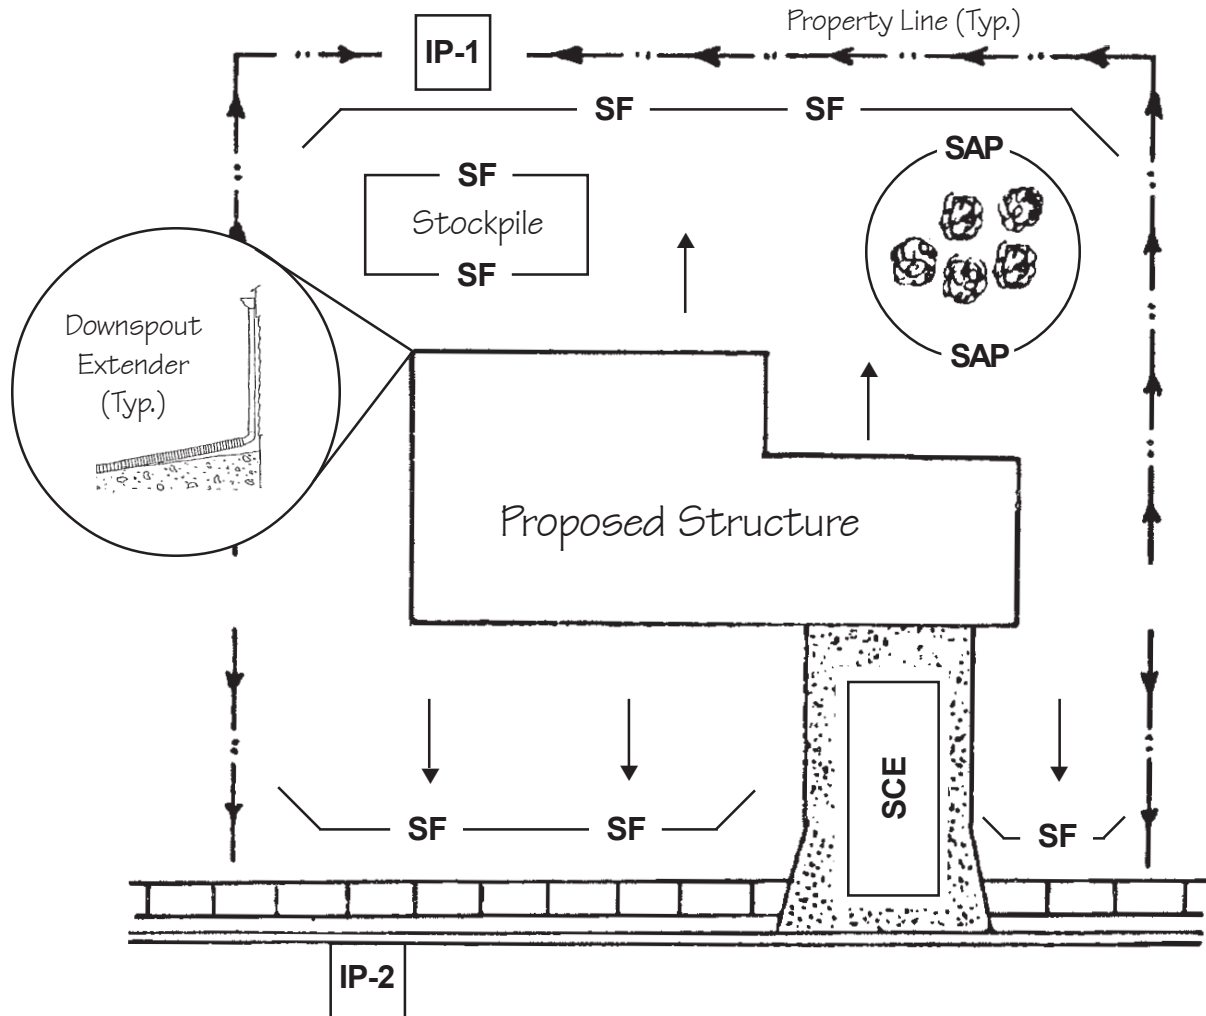 Property Line (Typ.)
IP-1
SF
SF
SAP
SF
Stockpile
SF
Downspout
Extender
(Typ.)
SAP
Proposed Structure
SCE
SF
SF
SF
IP-2